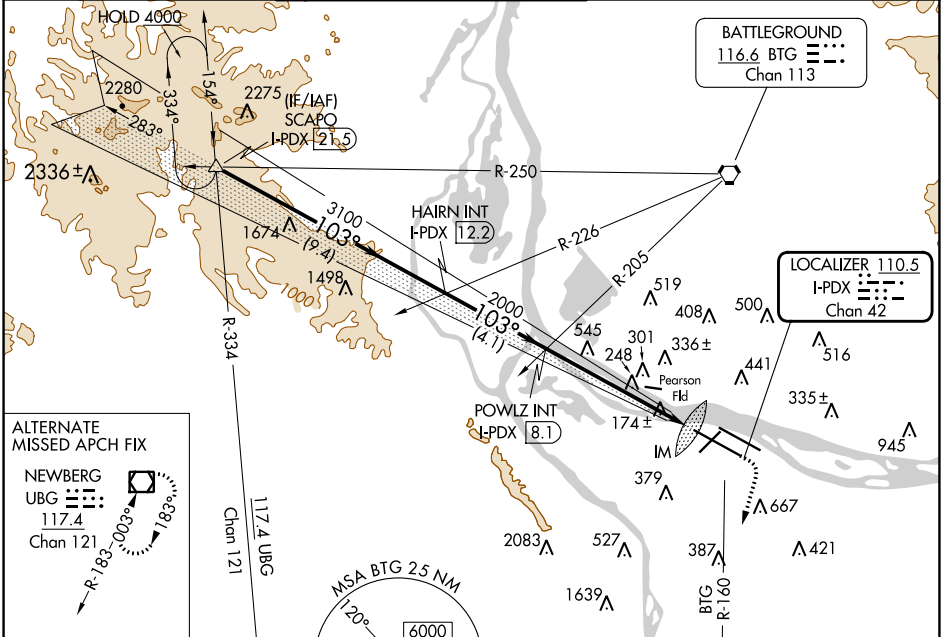 HOLD 4000
154°
334°
2280
283°
2275
(IF/IAF)
SCAPO
I-PDX 21.5
2336±
BATTLEGROUND
116.6 BTG
Chan 113
R-250
3100
103°
(9.4)
1674
1498
1000
HAIRN INT
I-PDX 12.2
R-226
R-205
2000
103°
(4.1)
LOCALIZER 110.5
I-PDX
Chan 42
519
408
500
545
301
248
336±
516
441
Pearson
Fld
335±
174±
945
POWLZ INT
I-PDX 8.1
IM
379
667
R-334
117.4 UBG
Chan 121
2083
527
387
421
1639
BTG
R-160
ALTERNATE
MISSED APCH FIX
NEWBERG
UBG
117.4
Chan 121
R-183
003°
183°
MSA BTG 25 NM
120°
6000